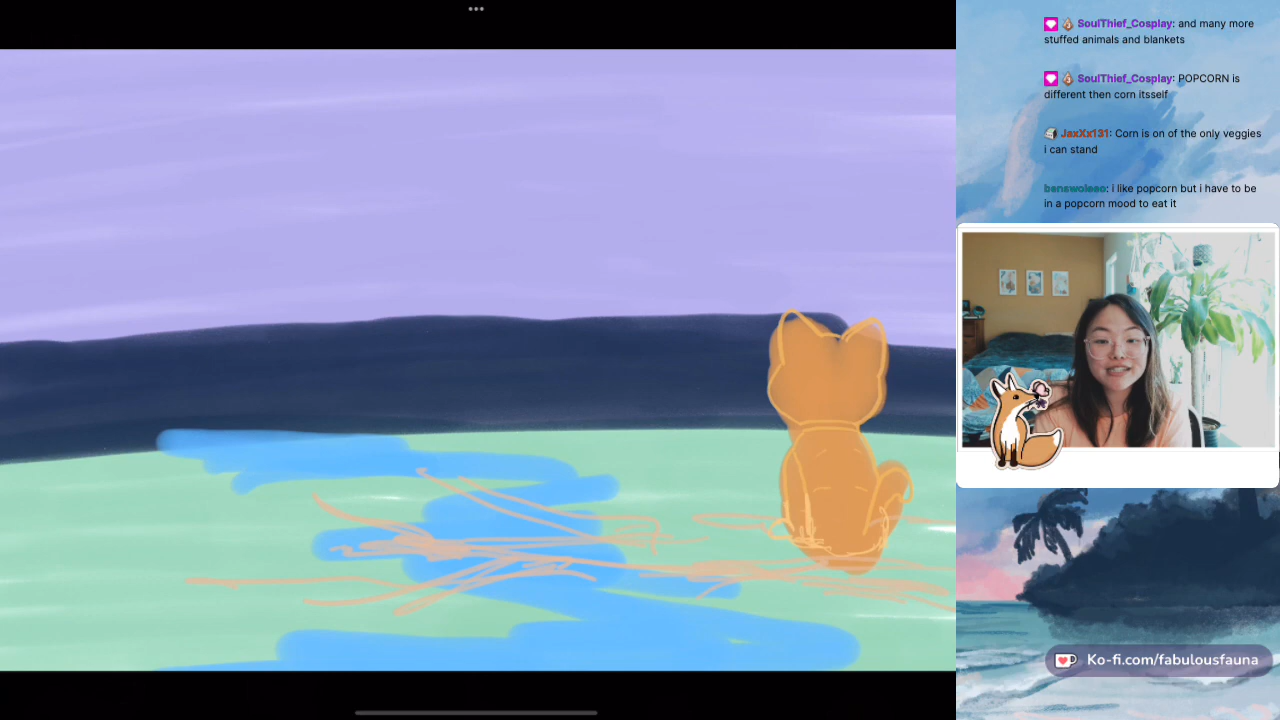 SoulThief_Cosplay: and many more
stuffed animals and blankets
SoulThief_Cosplay: POPCORN is
different then corn itsself
JaxXx131: Corn is on of the only veggies
i can stand
benswoleeo: i like popcorn but i have to be
in a popcorn mood to eat it
Ko-fi.com/fabulousfauna